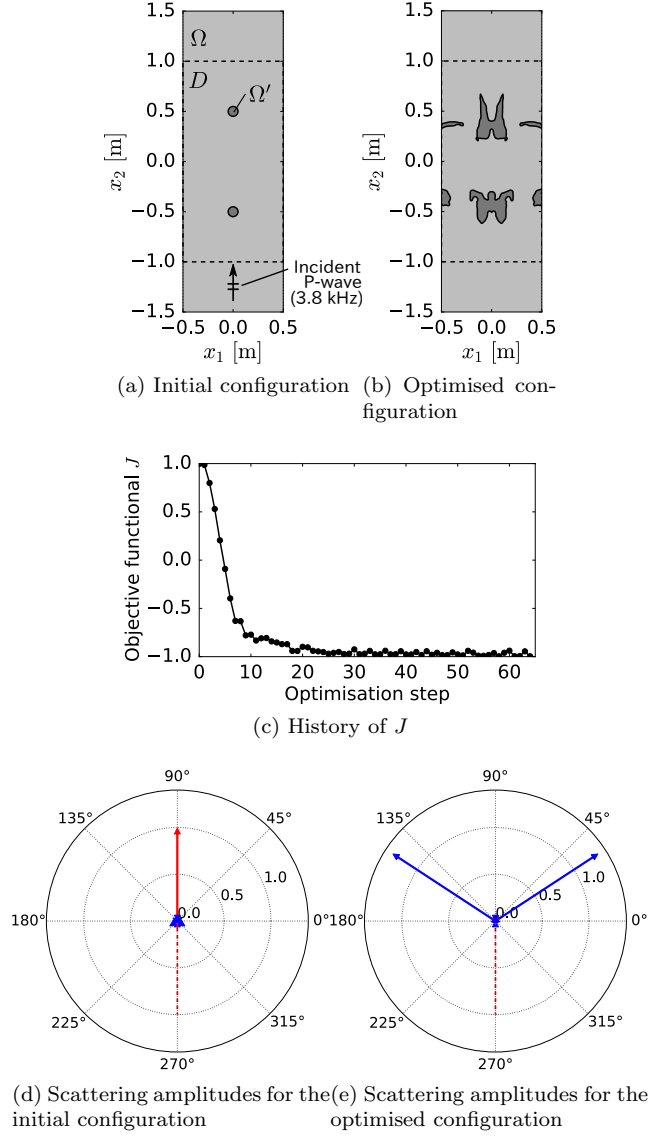 1.5
1.0
0.5
0.0
−0.5
−1.0
−1.5
x₂ [m]
Ω
D
Ω′
Incident
P-wave
(3.8 kHz)
−0.5 0.0 0.5
x₁ [m]
1.5
1.0
0.5
0.0
−0.5
−1.0
−1.5
x₂ [m]
−0.5 0.0 0.5
x₁ [m]
(a) Initial configuration
(b) Optimised con-
figuration
Objective functional J
1.0
0.5
0.0
−0.5
−1.0
0 10 20 30 40 50 60
Optimisation step
(c) History of J
90°
135° 45°
1.0
0.5
0.0
180° 0°
225° 315°
270°
90°
135° 45°
1.0
0.5
0.0
180° 0°
225° 315°
270°
(d) Scattering amplitudes for the
initial configuration
(e) Scattering amplitudes for the
optimised configuration